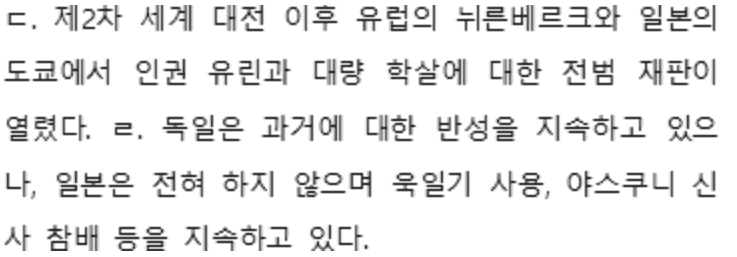 ㄷ. 제2차 세계 대전 이후 유럽의 뉘른베르크와 일본의
도쿄에서 인권 유린과 대량 학살에 대한 전범 재판이
열렸다. ㄹ. 독일은 과거에 대한 반성을 지속하고 있으
나, 일본은 전혀 하지 않으며 욱일기 사용, 야스쿠니 신
사 참배 등을 지속하고 있다.